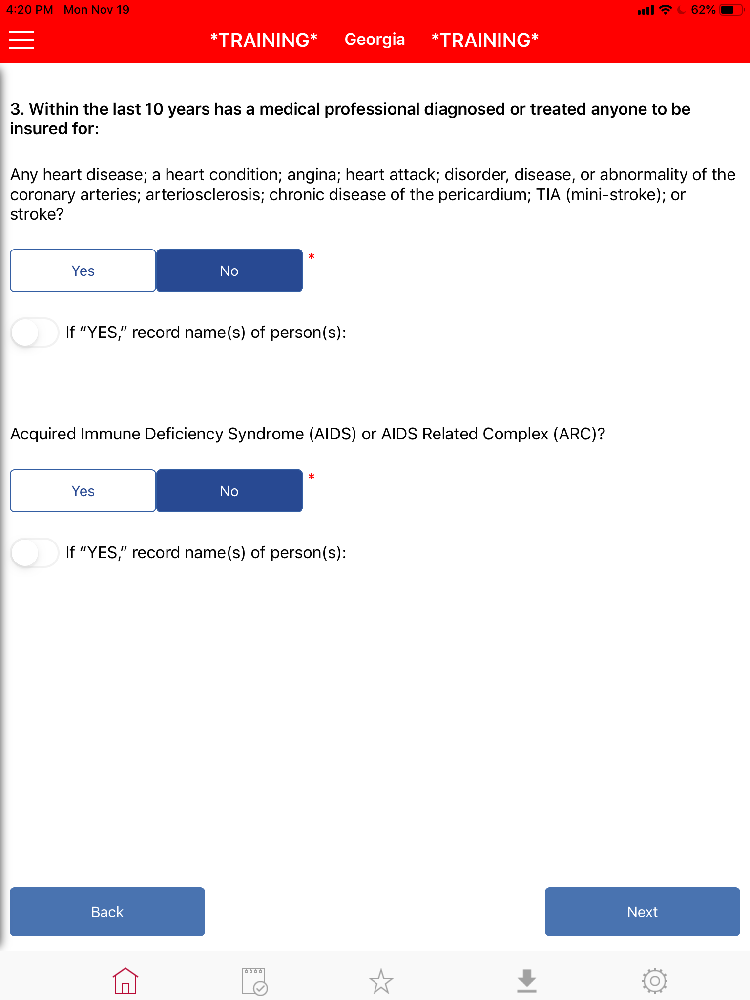 4:20 PM Mon Nov 19 62%
*TRAINING* Georgia *TRAINING*
3. Within the last 10 years has a medical professional diagnosed or treated anyone to be
insured for:
Any heart disease; a heart condition; angina; heart attack; disorder, disease, or abnormality of the
coronary arteries; arteriosclerosis; chronic disease of the pericardium; TIA (mini-stroke); or
stroke?
Yes No *
If “YES,” record name(s) of person(s):
Acquired Immune Deficiency Syndrome (AIDS) or AIDS Related Complex (ARC)?
Yes No *
If “YES,” record name(s) of person(s):
Back Next